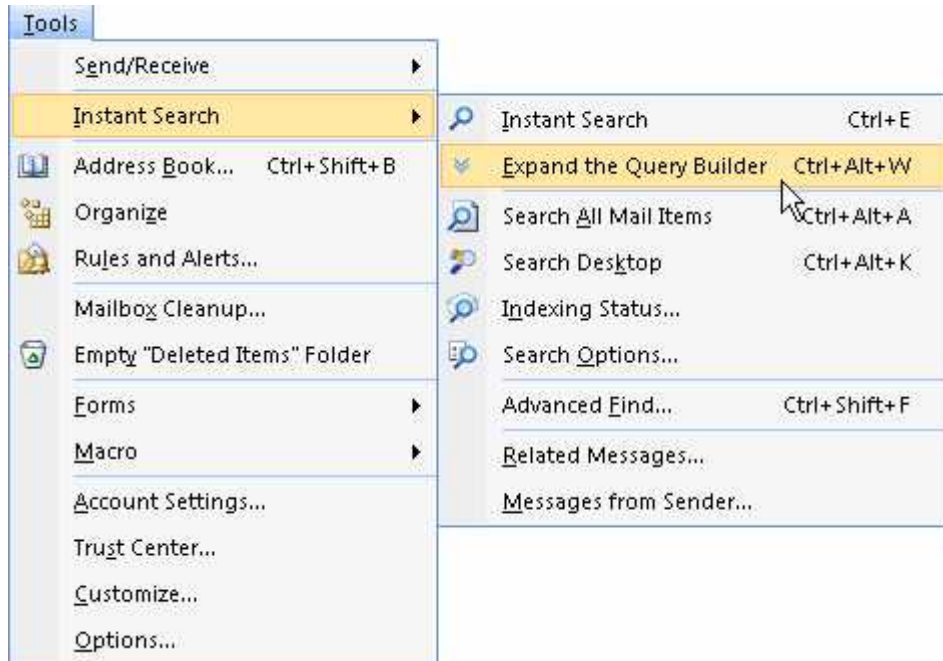 Tools
Send/Receive
Instant Search
Address Book... Ctrl+Shift+B
Organize
Rules and Alerts...
Mailbox Cleanup...
Empty "Deleted Items" Folder
Forms
Macro
Account Settings...
Trust Center...
Customize...
Options...
Instant Search Ctrl+E
Expand the Query Builder Ctrl+Alt+W
Search All Mail Items Ctrl+Alt+A
Search Desktop Ctrl+Alt+K
Indexing Status...
Search Options...
Advanced Find... Ctrl+Shift+F
Related Messages...
Messages from Sender...